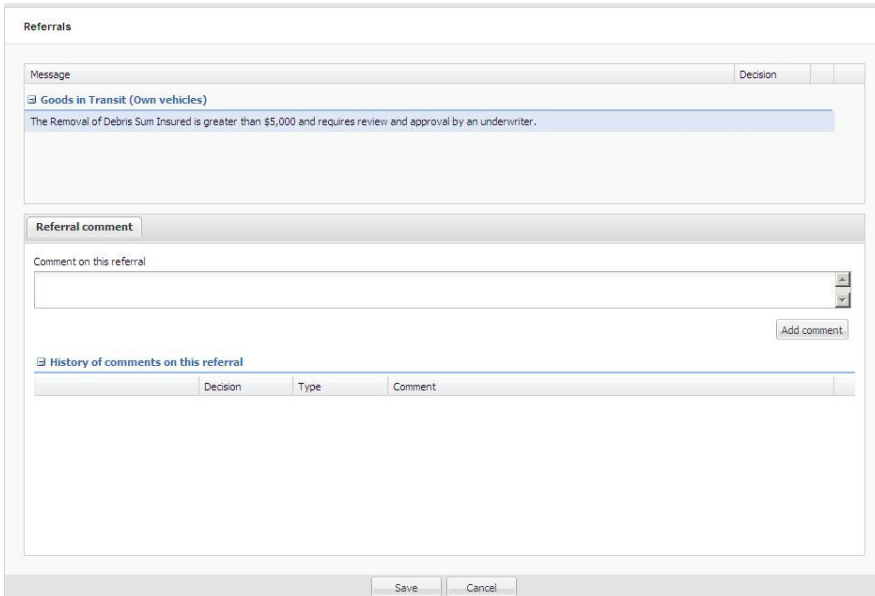 Referrals
Message Decision
Goods in Transit (Own vehicles)
The Removal of Debris Sum Insured is greater than $5,000 and requires review and approval by an underwriter.
Referral comment
Comment on this referral
Add comment
History of comments on this referral
Decision Type Comment
Save Cancel